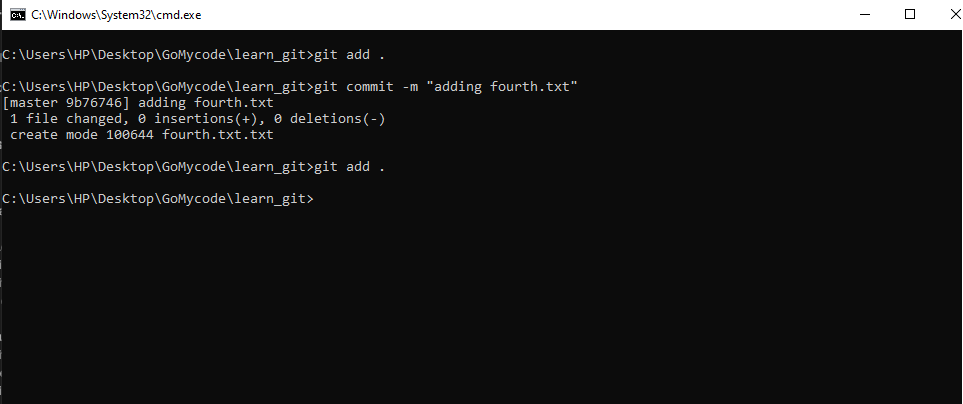 C:\Windows\System32\cmd.exe
C:\Users\HP\Desktop\GoMycode\learn_git>git add .
C:\Users\HP\Desktop\GoMycode\learn_git>git commit -m "adding fourth.txt"
[master 9b76746] adding fourth.txt
 1 file changed, 0 insertions(+), 0 deletions(-)
 create mode 100644 fourth.txt.txt
C:\Users\HP\Desktop\GoMycode\learn_git>git add .
C:\Users\HP\Desktop\GoMycode\learn_git>